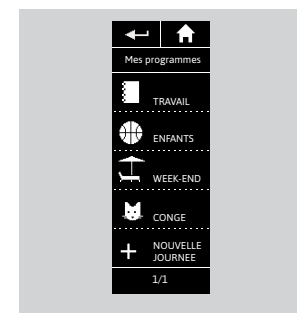 Mes programmes
TRAVAIL
ENFANTS
WEEK-END
CONGE
NOUVELLE
JOURNEE
1/1